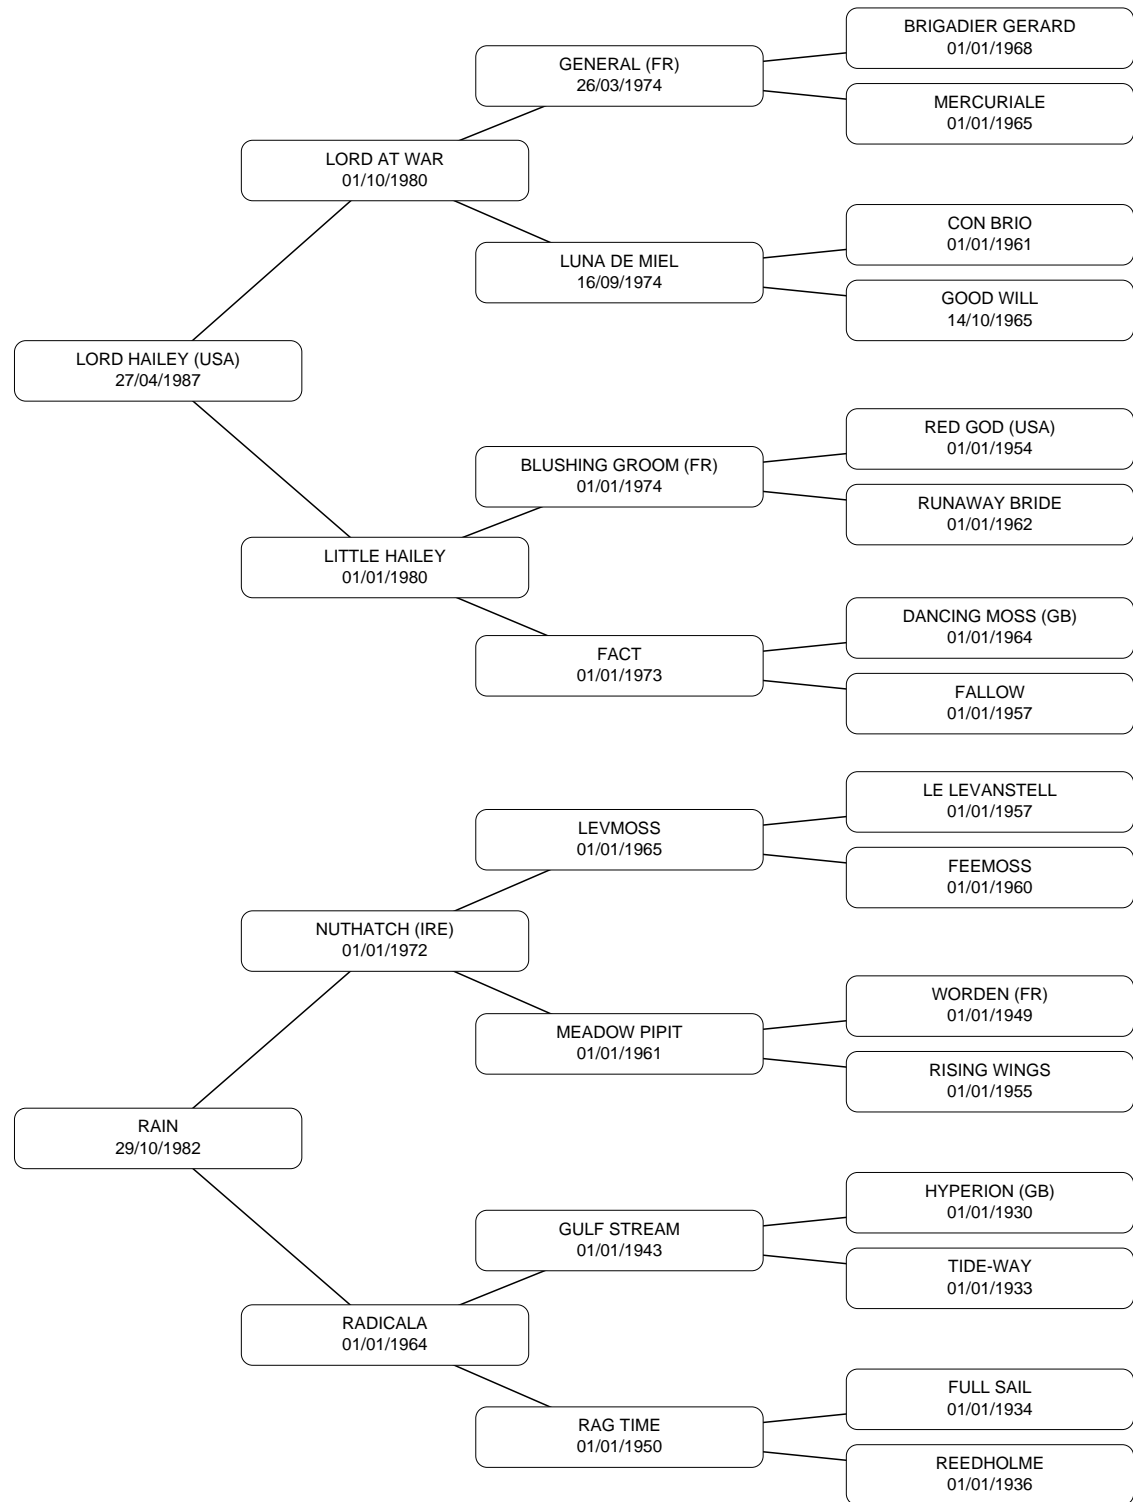 BRIGADIER GERARD
01/01/1968
GENERAL (FR)
26/03/1974
MERCURIALE
01/01/1965
LORD AT WAR
01/10/1980
CON BRIO
01/01/1961
LUNA DE MIEL
16/09/1974
GOOD WILL
14/10/1965
LORD HAILEY (USA)
27/04/1987
RED GOD (USA)
01/01/1954
BLUSHING GROOM (FR)
01/01/1974
RUNAWAY BRIDE
01/01/1962
LITTLE HAILEY
01/01/1980
DANCING MOSS (GB)
01/01/1964
FACT
01/01/1973
FALLOW
01/01/1957
LE LEVANSTELL
01/01/1957
LEVMOSS
01/01/1965
FEEMOSS
01/01/1960
NUTHATCH (IRE)
01/01/1972
WORDEN (FR)
01/01/1949
MEADOW PIPIT
01/01/1961
RISING WINGS
01/01/1955
RAIN
29/10/1982
HYPERION (GB)
01/01/1930
GULF STREAM
01/01/1943
TIDE-WAY
01/01/1933
RADICALA
01/01/1964
FULL SAIL
01/01/1934
RAG TIME
01/01/1950
REEDHOLME
01/01/1936